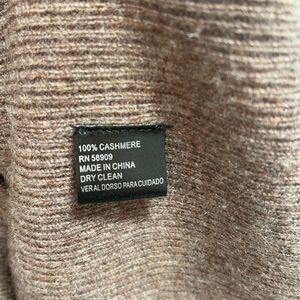 100% CASHMERE
RN 58909
MADE IN CHINA
DRY CLEAN
VER AL DORSO PARA CUIDADO